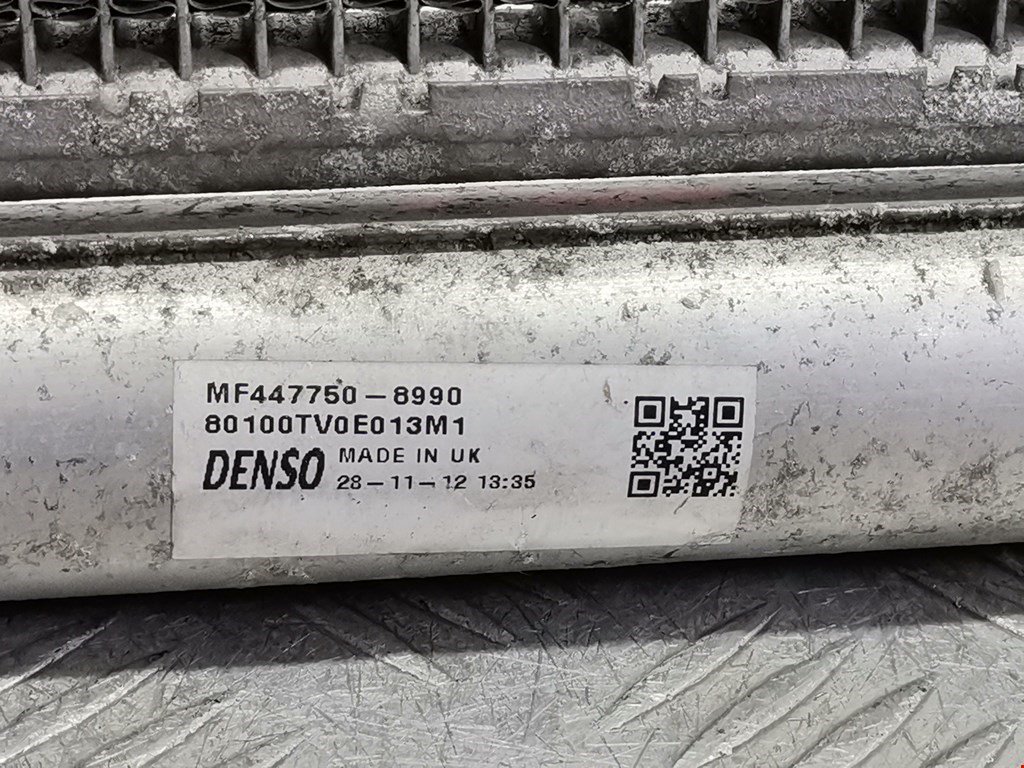 MF447750-8990
80100TV0E013M1
DENSO MADE IN UK
28-11-12 13:35